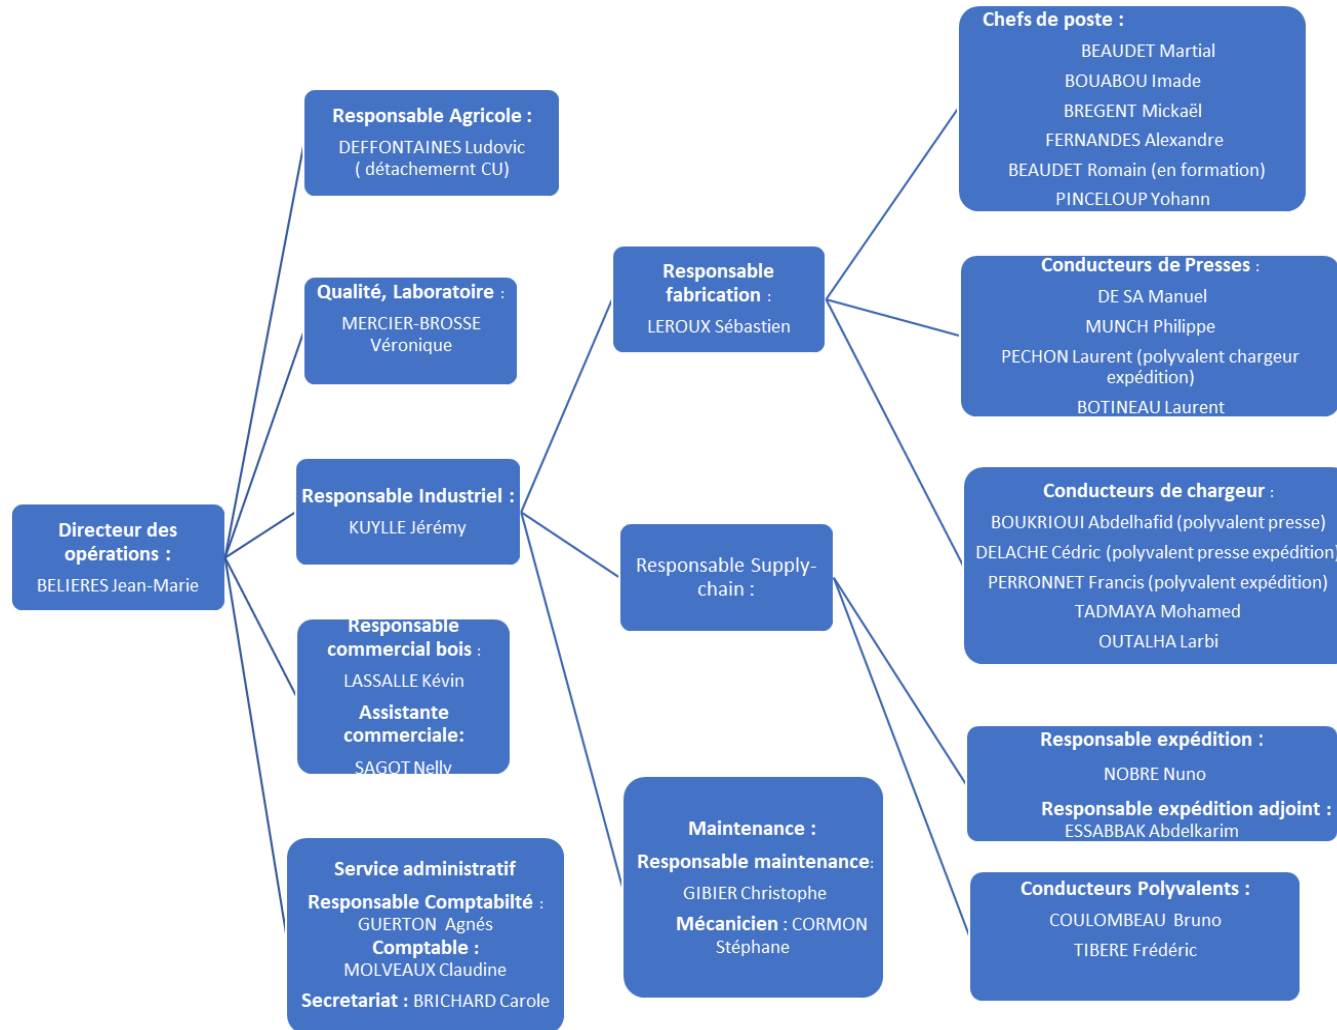 Directeur des
opérations :
BELIERES Jean-Marie
Responsable Agricole :
DEFFONTAINES Ludovic
( détachemernt CU)
Qualité, Laboratoire :
MERCIER-BROSSE
Véronique
Responsable Industriel :
KUYLLE Jérémy
Responsable
commercial bois :
LASSALLE Kévin
Assistante
commerciale:
SAGOT Nelly
Service administratif
Responsable Comptabilté :
GUERTON Agnés
Comptable :
MOLVEAUX Claudine
Secretariat : BRICHARD Carole
Responsable
fabrication :
LEROUX Sébastien
Responsable Supply-
chain :
Maintenance :
Responsable maintenance:
GIBIER Christophe
Mécanicien : CORMON
Stéphane
Chefs de poste :
BEAUDET Martial
BOUABOU Imade
BREGENT Mickaël
FERNANDES Alexandre
BEAUDET Romain (en formation)
PINCELOUP Yohann
Conducteurs de Presses :
DE SA Manuel
MUNCH Philippe
PECHON Laurent (polyvalent chargeur
expédition)
BOTINEAU Laurent
Conducteurs de chargeur :
BOUKRIOUI Abdelhafid (polyvalent presse)
DELACHE Cédric (polyvalent presse expédition)
PERRONNET Francis (polyvalent expédition)
TADMAYA Mohamed
OUTALHA Larbi
Responsable expédition :
NOBRE Nuno
Responsable expédition adjoint :
ESSABBAK Abdelkarim
Conducteurs Polyvalents :
COULOMBEAU Bruno
TIBERE Frédéric